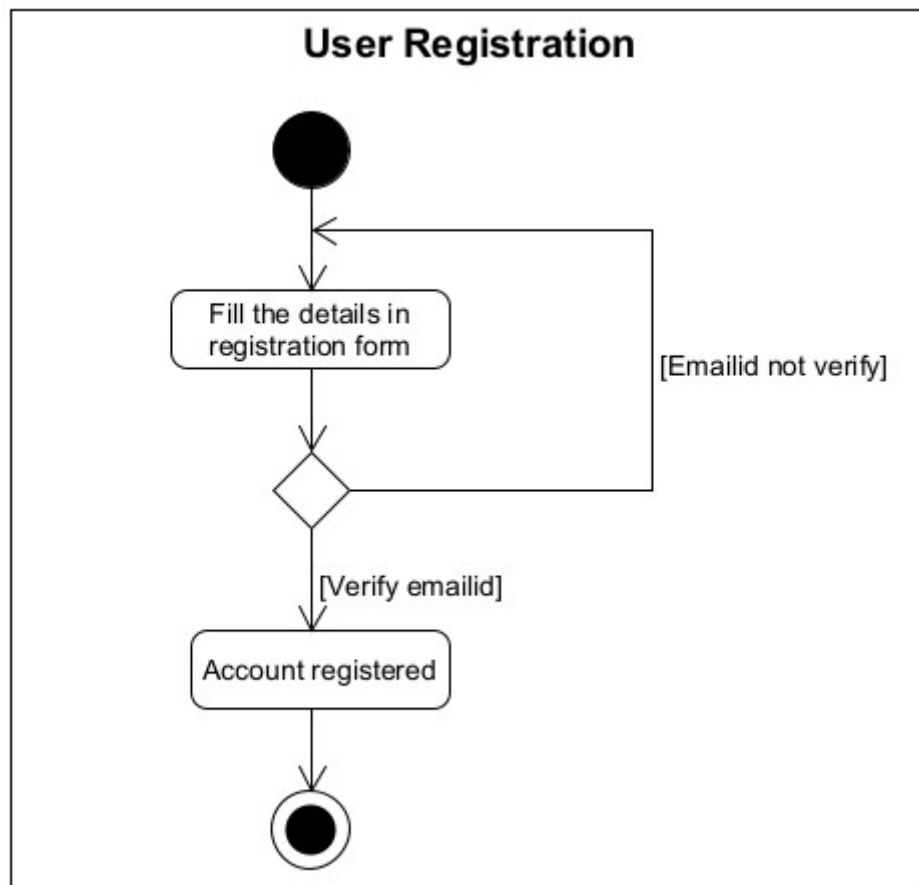 User Registration
Fill the details in
registration form
[Emailid not verify]
[Verify emailid]
Account registered